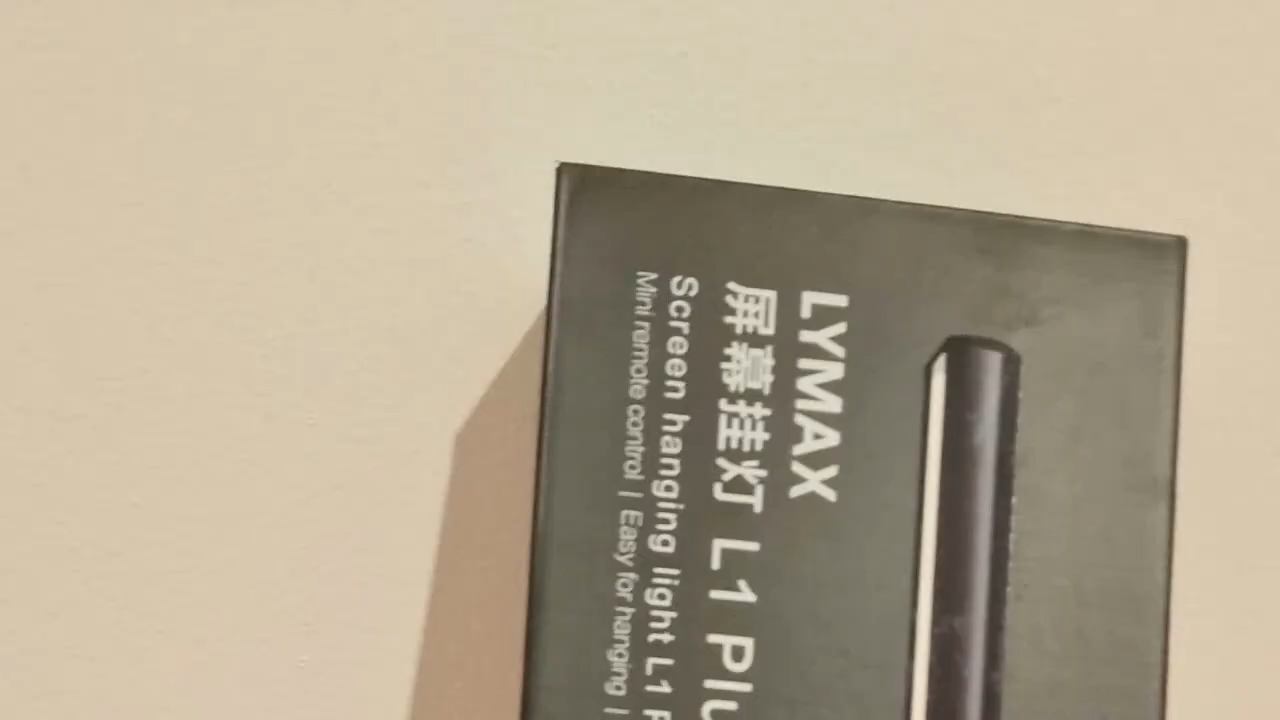 LYMAX
屏幕挂灯 L1 Plu
Screen hanging light L1 P
Mini remote control | Easy for hanging |